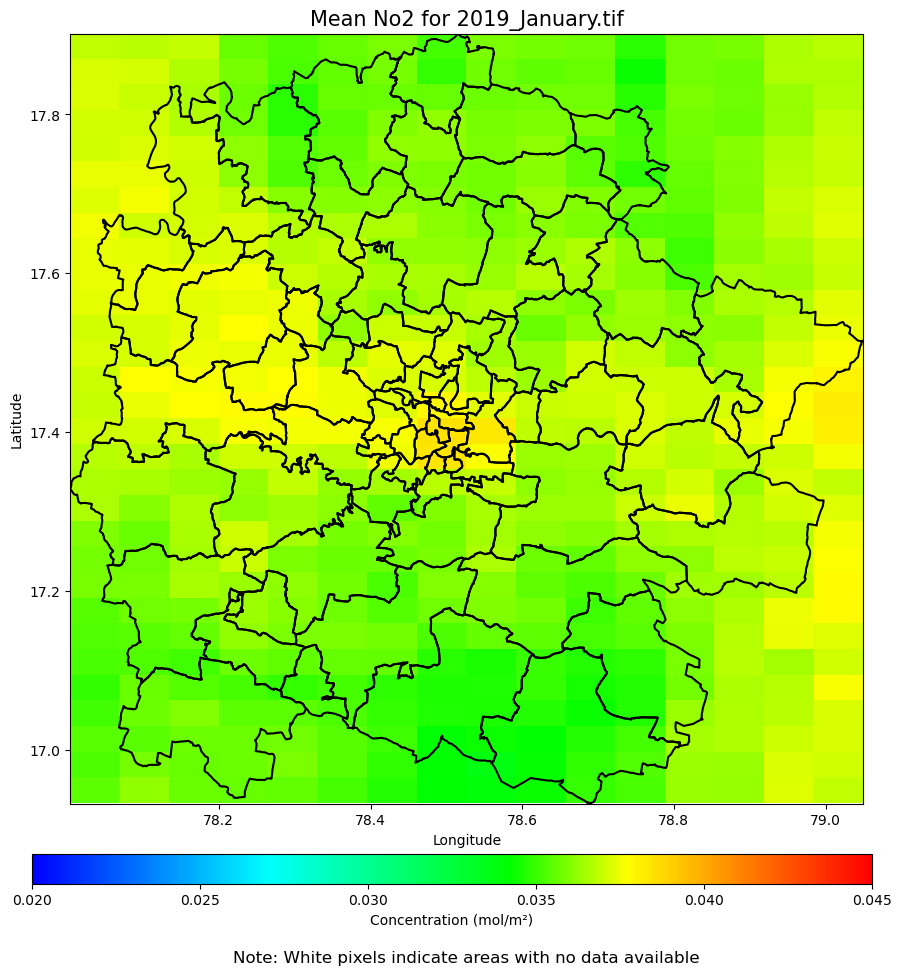 Mean No2 for 2019_January.tif
Latitude
17.8
17.6
17.4
17.2
17.0
78.2 78.4 78.6 78.8 79.0
Longitude
0.020 0.025 0.030 0.035 0.040 0.045
Concentration (mol/m²)
Note: White pixels indicate areas with no data available